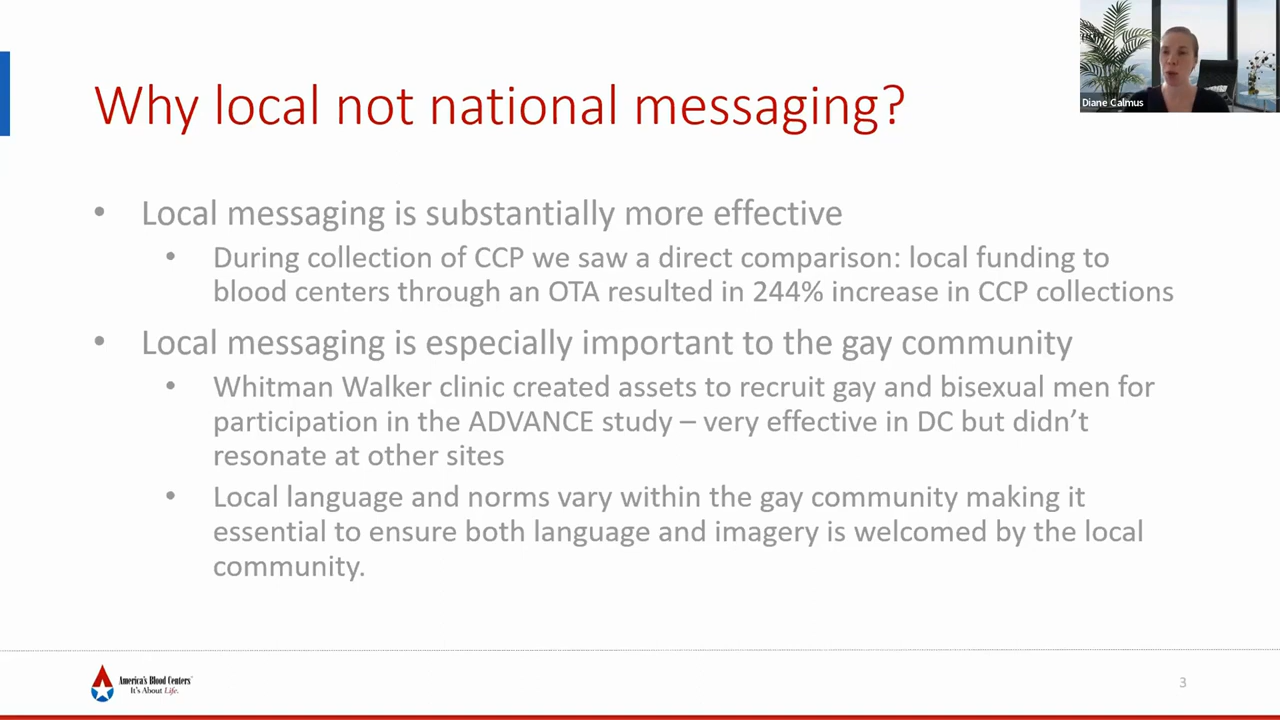 Why local not national messaging?
Diane Calmus
• Local messaging is substantially more effective
• During collection of CCP we saw a direct comparison: local funding to
blood centers through an OTA resulted in 244% increase in CCP collections
• Local messaging is especially important to the gay community
• Whitman Walker clinic created assets to recruit gay and bisexual men for
participation in the ADVANCE study – very effective in DC but didn’t
resonate at other sites
• Local language and norms vary within the gay community making it
essential to ensure both language and imagery is welcomed by the local
community.
America's Blood Centers
It's About Life.
3